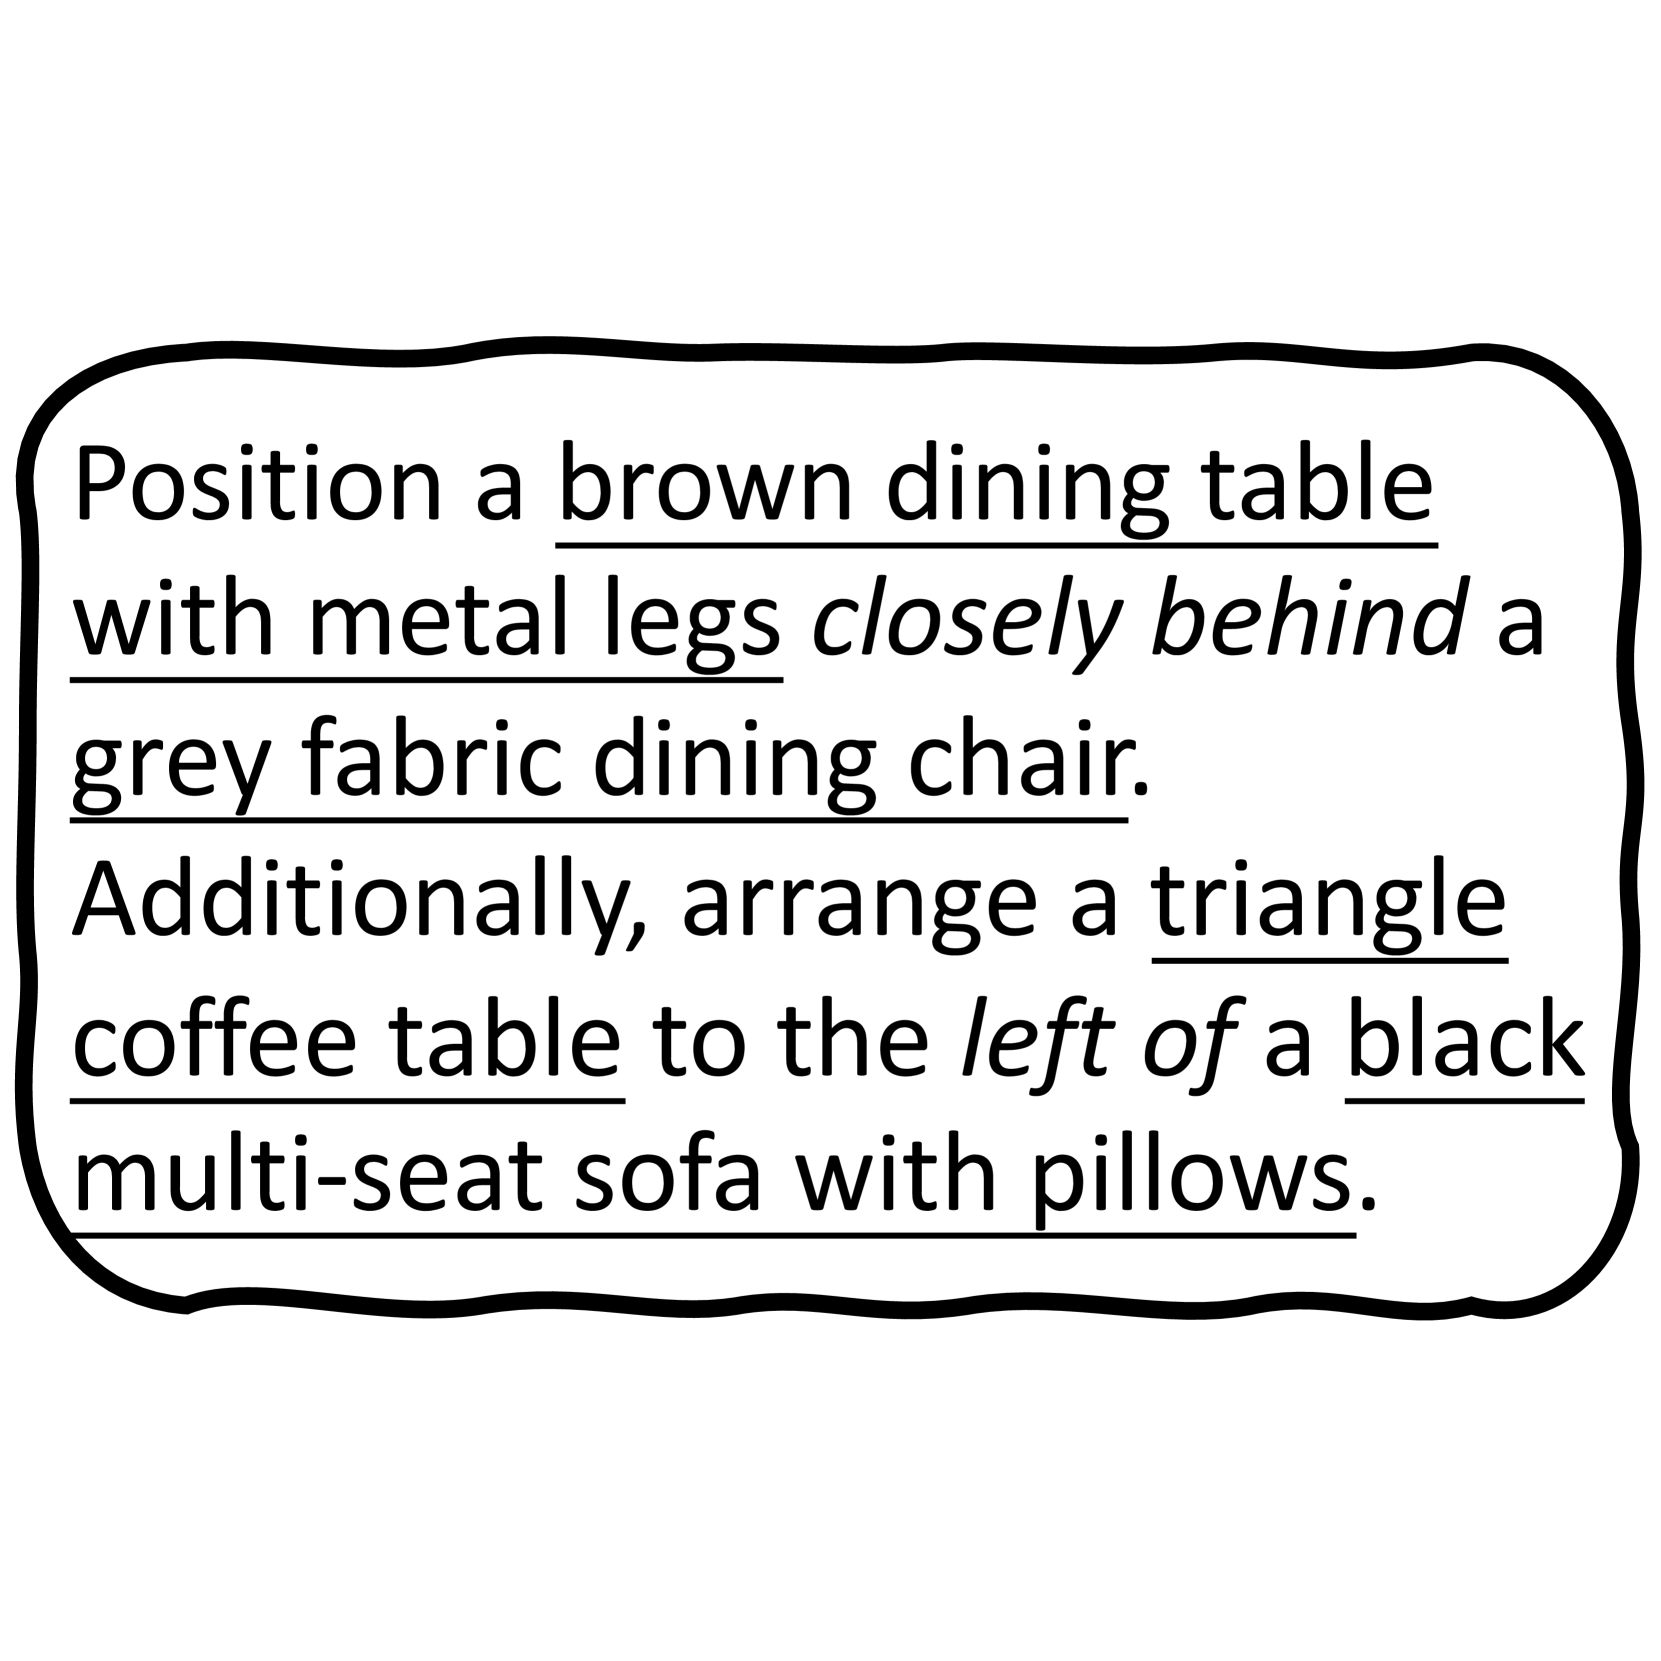 Position a brown dining table
with metal legs closely behind a
grey fabric dining chair.
Additionally, arrange a triangle
coffee table to the left of a black
multi-seat sofa with pillows.